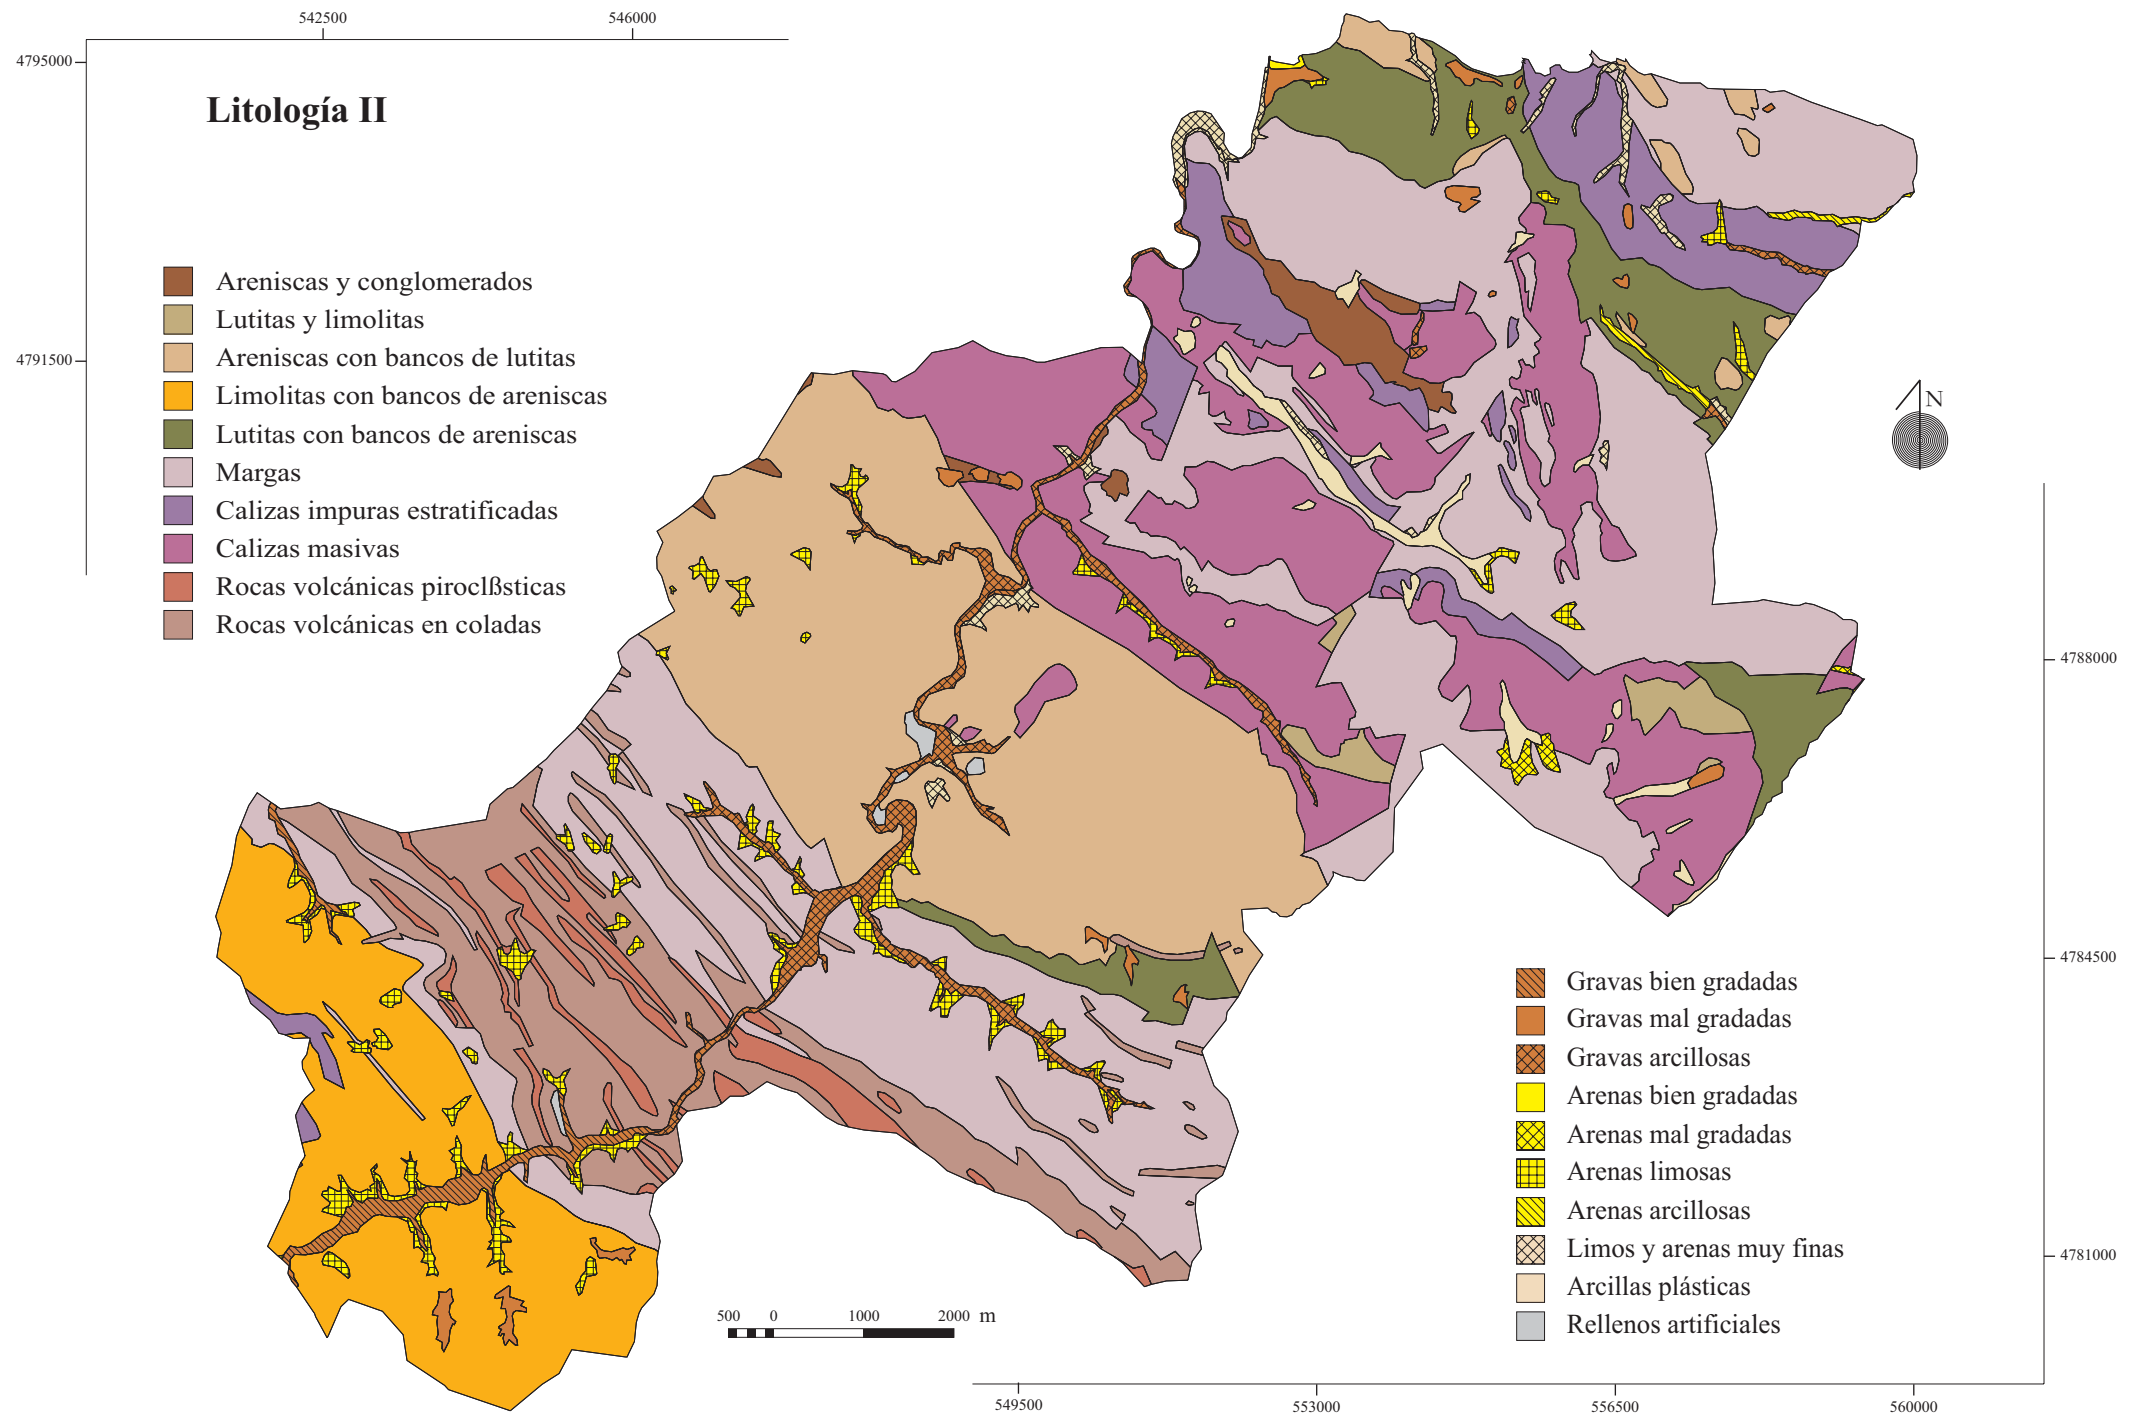 542500
546000
4795000
Litología II
Areniscas y conglomerados
Lutitas y limolitas
Areniscas con bancos de lutitas
4791500
Limolitas con bancos de areniscas
N
Lutitas con bancos de areniscas
Margas
Calizas impuras estratificadas
Calizas masivas
Rocas volcánicas piroclßsticas
Rocas volcánicas en coladas
4788000
4784500
Gravas bien gradadas
Gravas mal gradadas
Gravas arcillosas
Arenas bien gradadas
Arenas mal gradadas
Arenas limosas
Arenas arcillosas
Limos y arenas muy finas
4781000
Arcillas plásticas
500 0 1000 2000 m
Rellenos artificiales
549500
553000
556500
560000